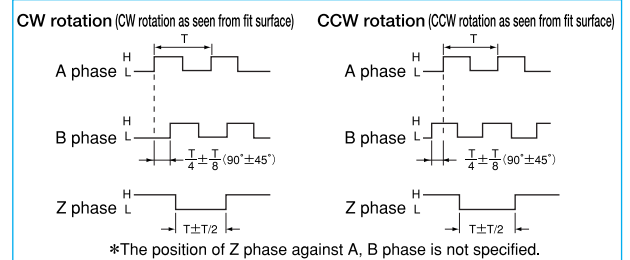 CW rotation (CW rotation as seen from fit surface)
T
A phase H L
B phase H L
T/4±T/8 (90°±45°)
Z phase H L
T±T/2
CCW rotation (CCW rotation as seen from fit surface)
T
A phase H L
B phase H L
T/4±T/8 (90°±45°)
Z phase H L
T±T/2
*The position of Z phase against A, B phase is not specified.